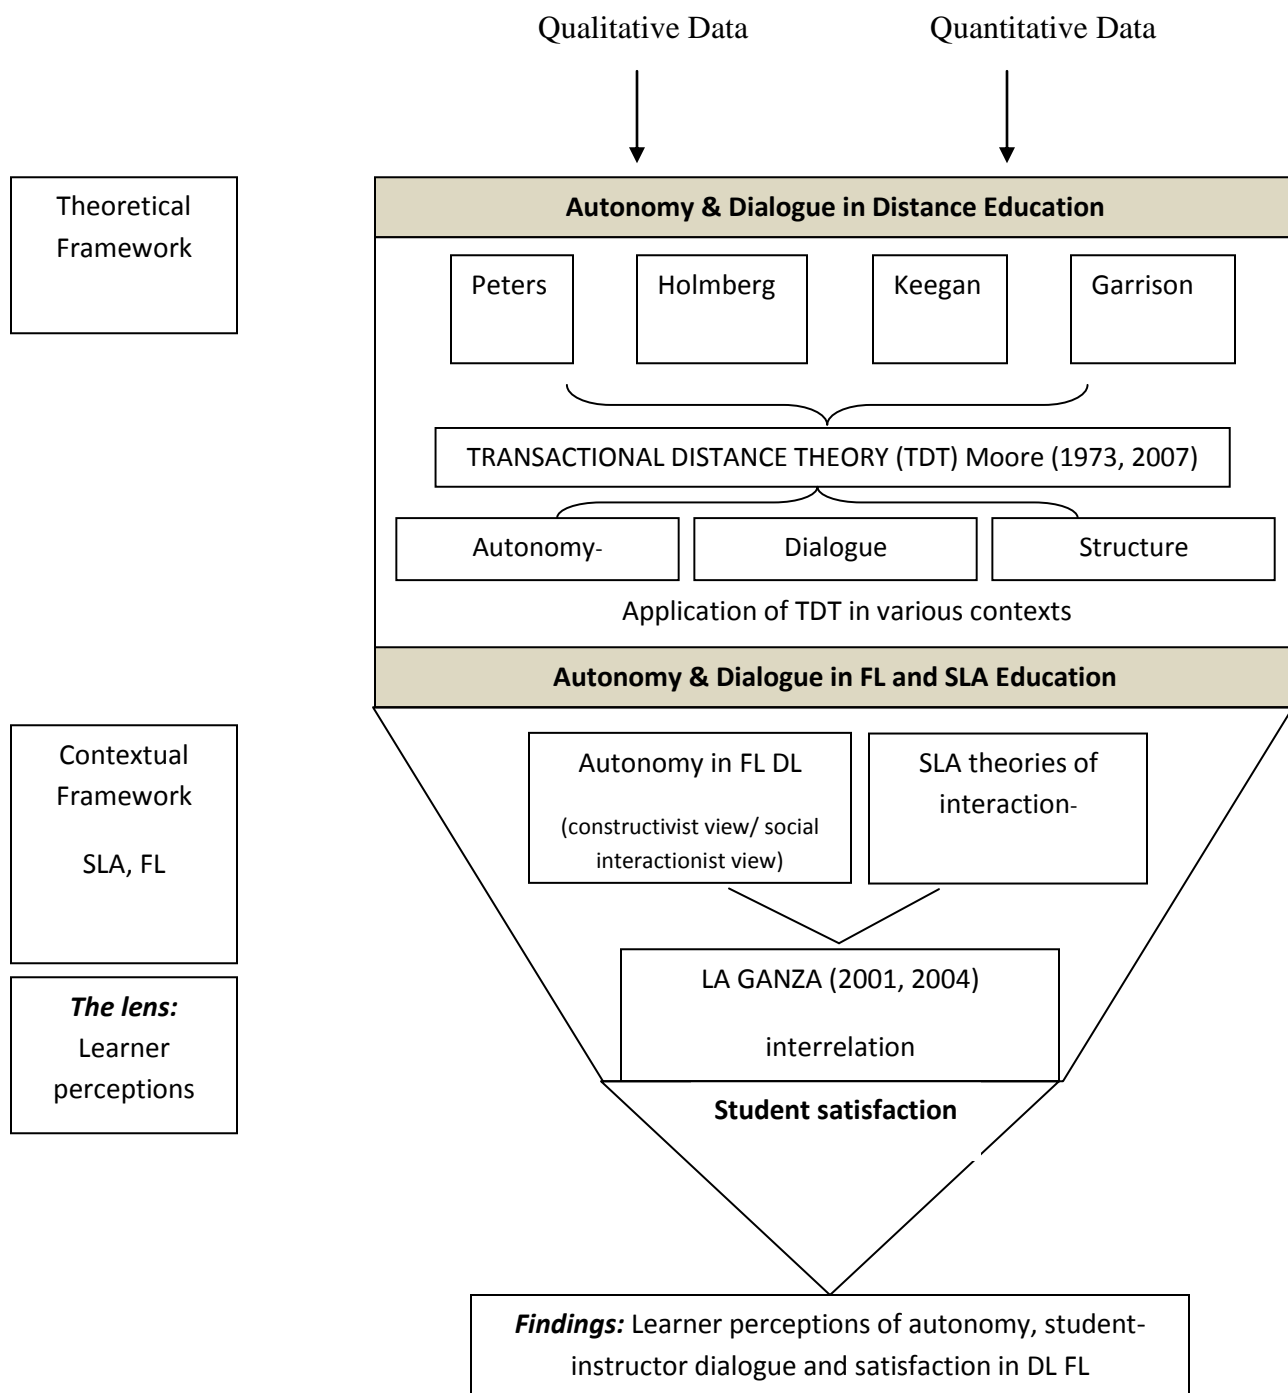 Qualitative Data
Quantitative Data
Theoretical
Framework
Autonomy & Dialogue in Distance Education
Peters
Holmberg
Keegan
Garrison
TRANSACTIONAL DISTANCE THEORY (TDT) Moore (1973, 2007)
Autonomy-
Dialogue
Structure
Application of TDT in various contexts
Autonomy & Dialogue in FL and SLA Education
Contextual
Framework
SLA, FL
Autonomy in FL DL
(constructivist view/ social
interactionist view)
SLA theories of
interaction-
LA GANZA (2001, 2004)
interrelation
The lens:
Learner
perceptions
Student satisfaction
Findings: Learner perceptions of autonomy, student-
instructor dialogue and satisfaction in DL FL